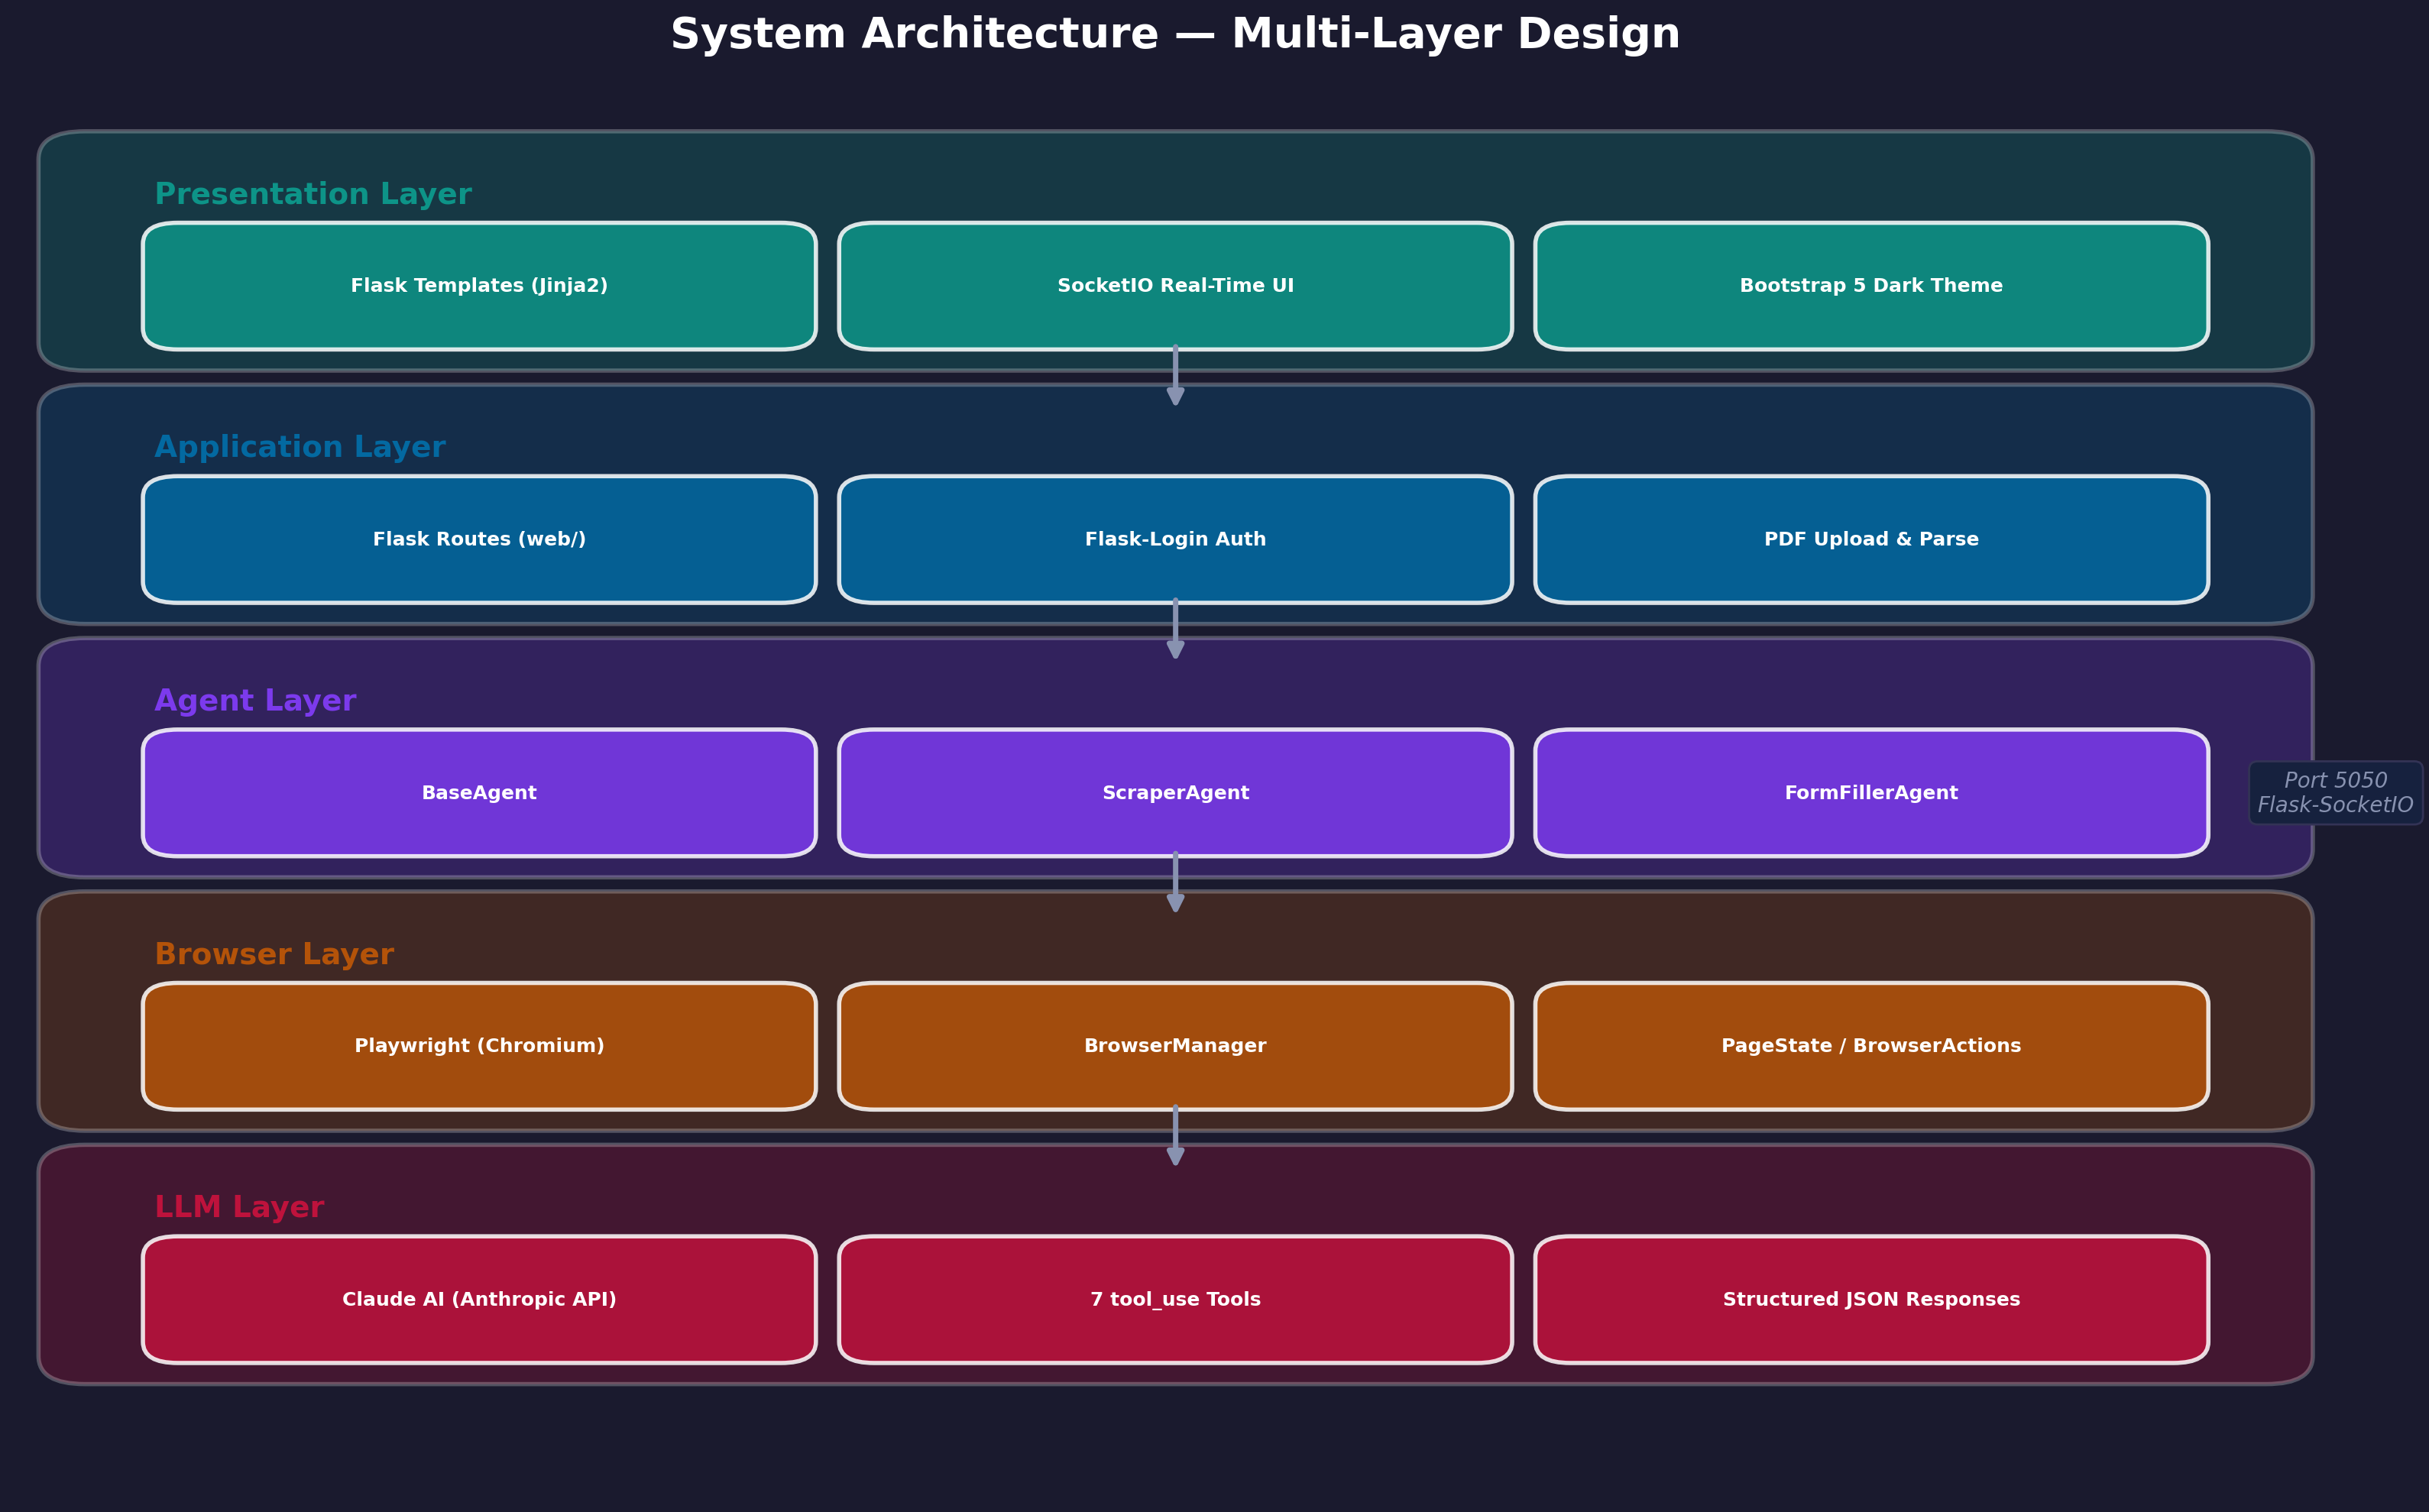 System Architecture — Multi-Layer Design
Presentation Layer
Flask Templates (Jinja2)
SocketIO Real-Time UI
Bootstrap 5 Dark Theme
Application Layer
Flask Routes (web/)
Flask-Login Auth
PDF Upload & Parse
Agent Layer
BaseAgent
ScraperAgent
FormFillerAgent
Port 5050
Flask-SocketIO
Browser Layer
Playwright (Chromium)
BrowserManager
PageState / BrowserActions
LLM Layer
Claude AI (Anthropic API)
7 tool_use Tools
Structured JSON Responses